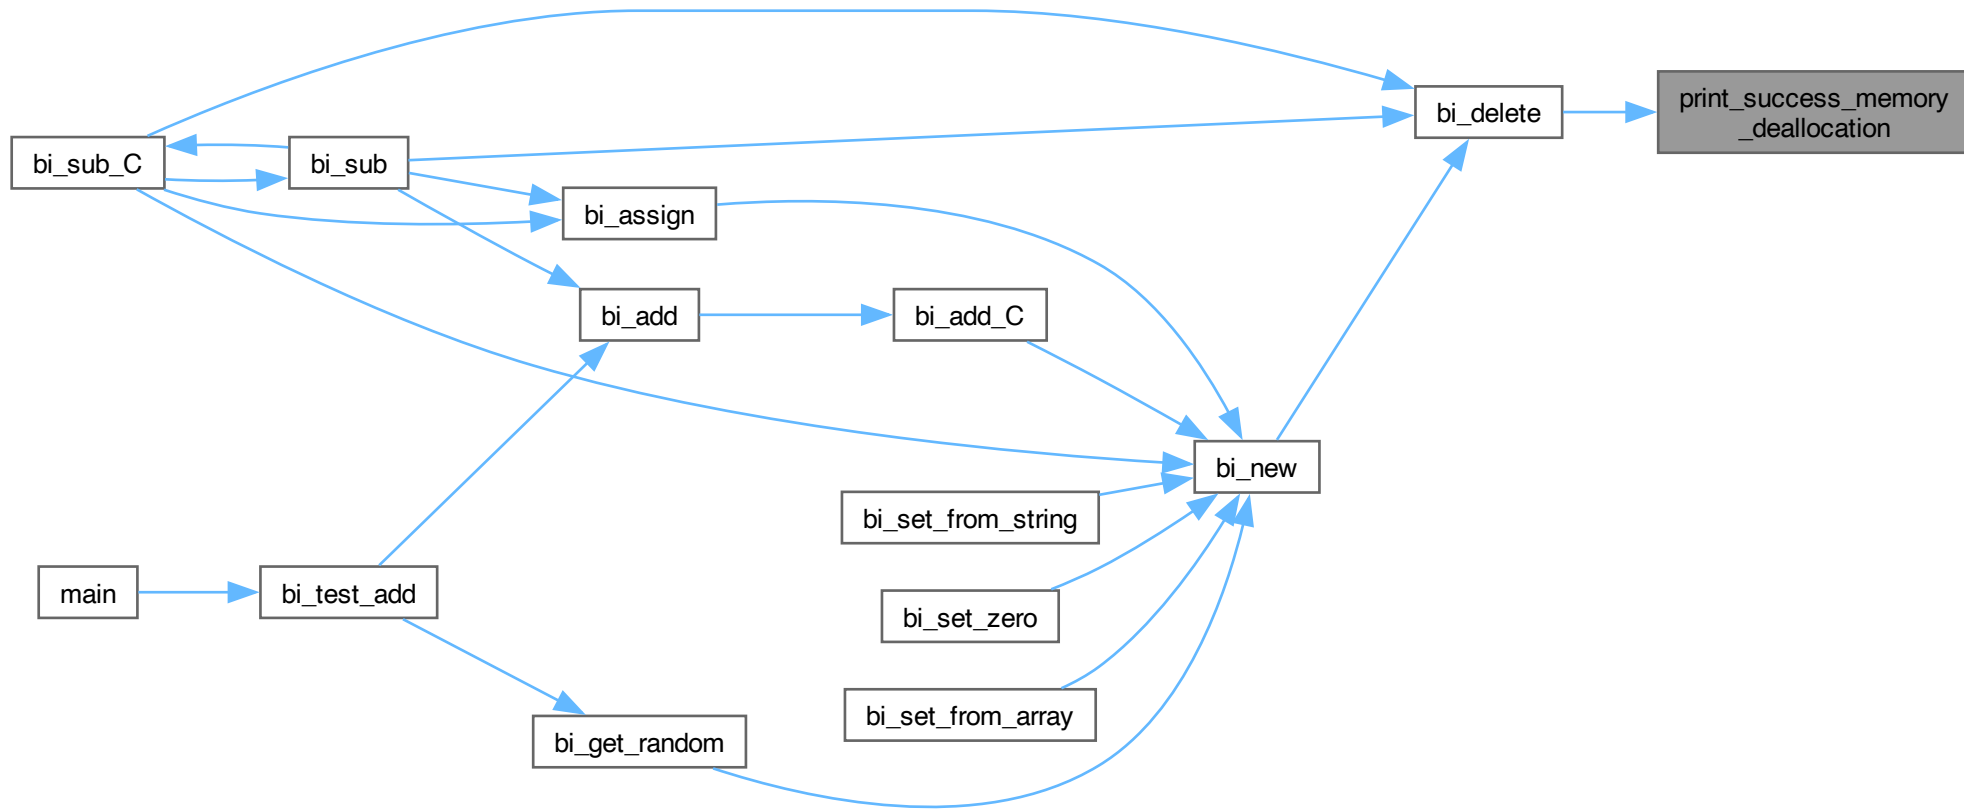 print_success_memory
_deallocation
bi_delete
bi_sub_C
bi_sub
bi_assign
bi_add
bi_add_C
bi_new
bi_set_from_string
main
bi_test_add
bi_set_zero
bi_set_from_array
bi_get_random